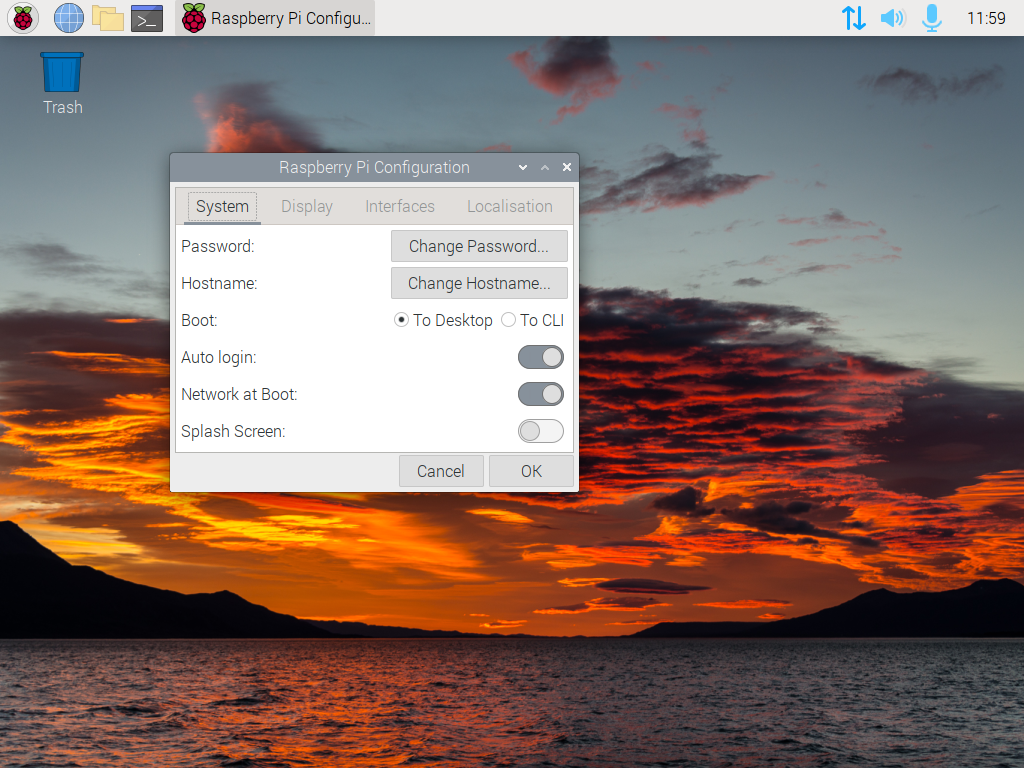 Raspberry Pi Configu...
11:59
Trash
Raspberry Pi Configuration
System Display Interfaces Localisation
Password: Change Password...
Hostname: Change Hostname...
Boot: To Desktop To CLI
Auto login:
Network at Boot:
Splash Screen:
Cancel OK